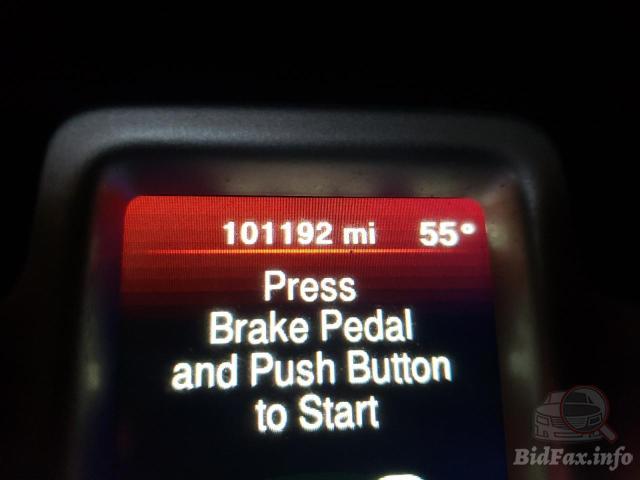 101192 mi 55°
Press
Brake Pedal
and Push Button
to Start
BidFax.info